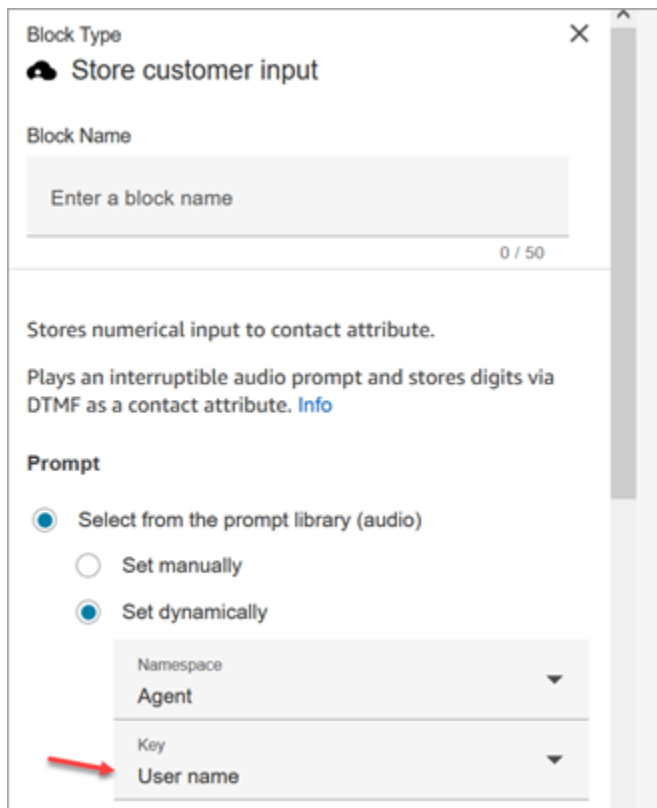 Block Type
Store customer input
Block Name
Enter a block name
0 / 50
Stores numerical input to contact attribute.
Plays an interruptible audio prompt and stores digits via
DTMF as a contact attribute. Info
Prompt
Select from the prompt library (audio)
Set manually
Set dynamically
Namespace
Agent
Key
User name